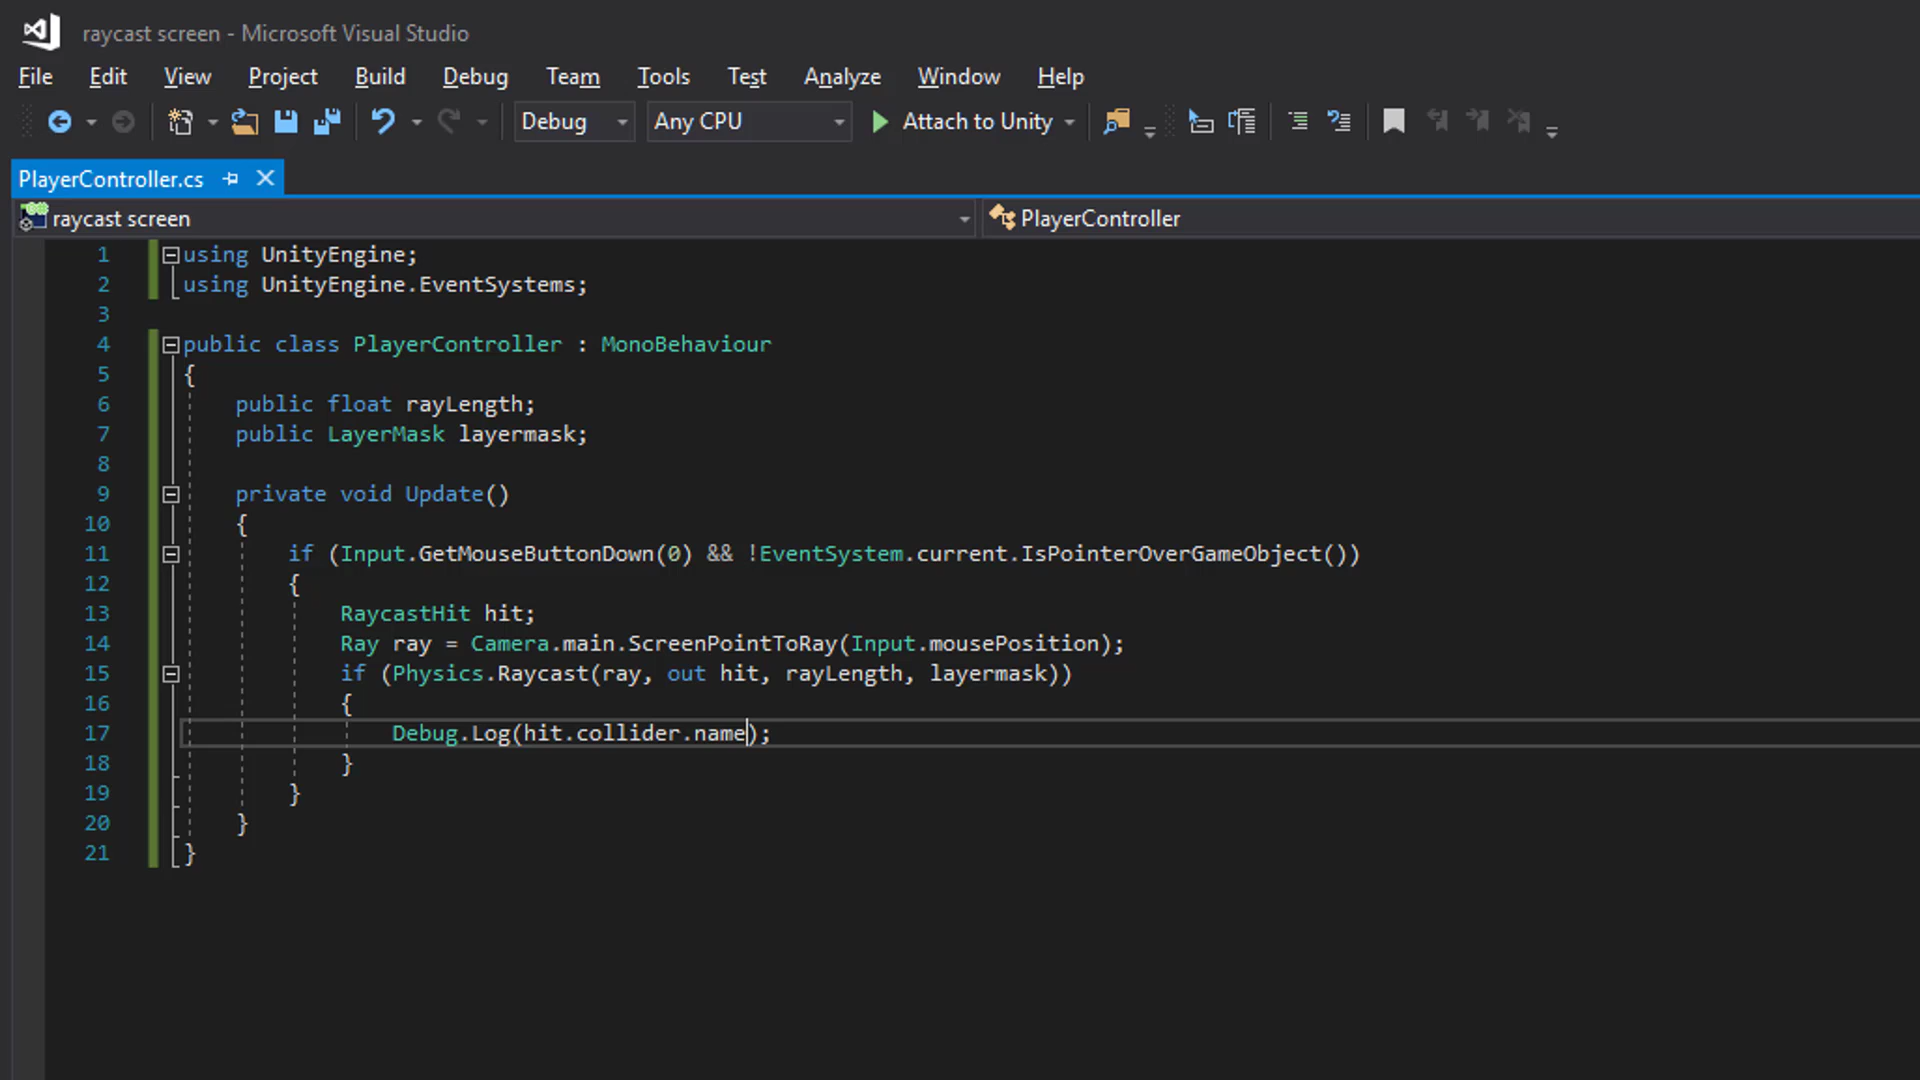 raycast screen - Microsoft Visual Studio
File Edit View Project Build Debug Team Tools Test Analyze Window Help
Debug Any CPU Attach to Unity
PlayerController.cs
raycast screen PlayerController
1 using UnityEngine;
2 using UnityEngine.EventSystems;
3
4 public class PlayerController : MonoBehaviour
5 {
6 public float rayLength;
7 public LayerMask layermask;
8
9 private void Update()
10 {
11 if (Input.GetMouseButtonDown(0) && !EventSystem.current.IsPointerOverGameObject())
12 {
13 RaycastHit hit;
14 Ray ray = Camera.main.ScreenPointToRay(Input.mousePosition);
15 if (Physics.Raycast(ray, out hit, rayLength, layermask))
16 {
17 Debug.Log(hit.collider.name);
18 }
19 }
20 }
21 }